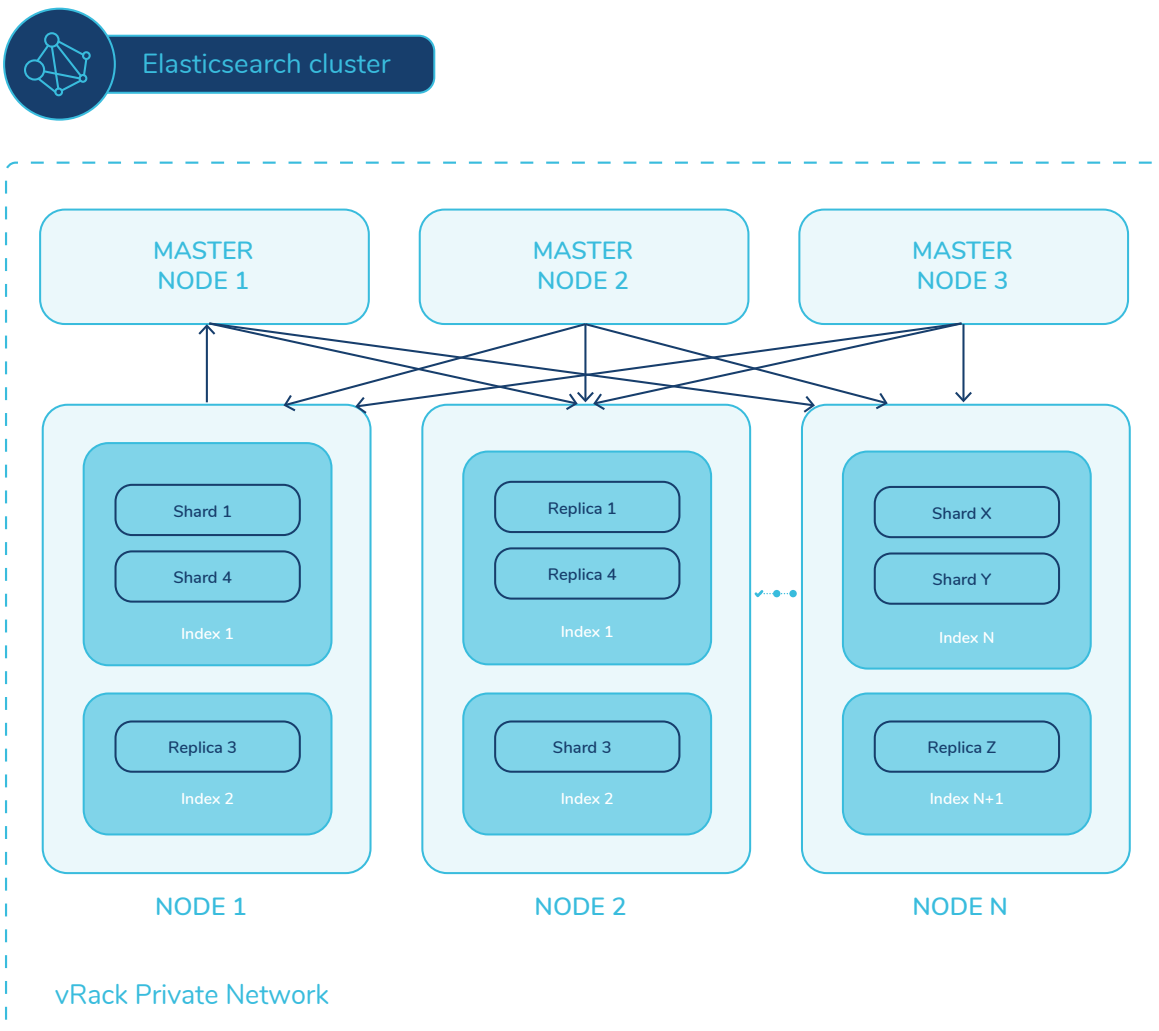 Elasticsearch cluster
MASTER
NODE 1
MASTER
NODE 2
MASTER
NODE 3
Shard 1
Shard 4
Index 1
Replica 3
Index 2
NODE 1
Replica 1
Replica 4
Index 1
Shard 3
Index 2
NODE 2
Shard X
Shard Y
Index N
Replica Z
Index N+1
NODE N
vRack Private Network